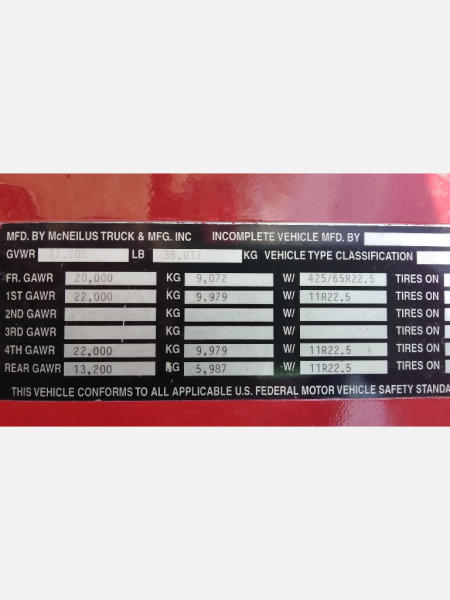 MFD. BY McNEILUS TRUCK & MFG. INC INCOMPLETE VEHICLE MFD. BY
GVWR 77,200 LB 35,017 KG VEHICLE TYPE CLASSIFICATION
FR. GAWR 20,000 KG 9,072 W/ 425/65R22.5 TIRES ON
1ST GAWR 22,000 KG 9,979 W/ 11R22.5 TIRES ON
2ND GAWR KG W/ TIRES ON
3RD GAWR KG W/ TIRES ON
4TH GAWR 22,000 KG 9,979 W/ 11R22.5 TIRES ON
REAR GAWR 13,200 KG 5,987 W/ 11R22.5 TIRES ON
THIS VEHICLE CONFORMS TO ALL APPLICABLE U.S. FEDERAL MOTOR VEHICLE SAFETY STANDA